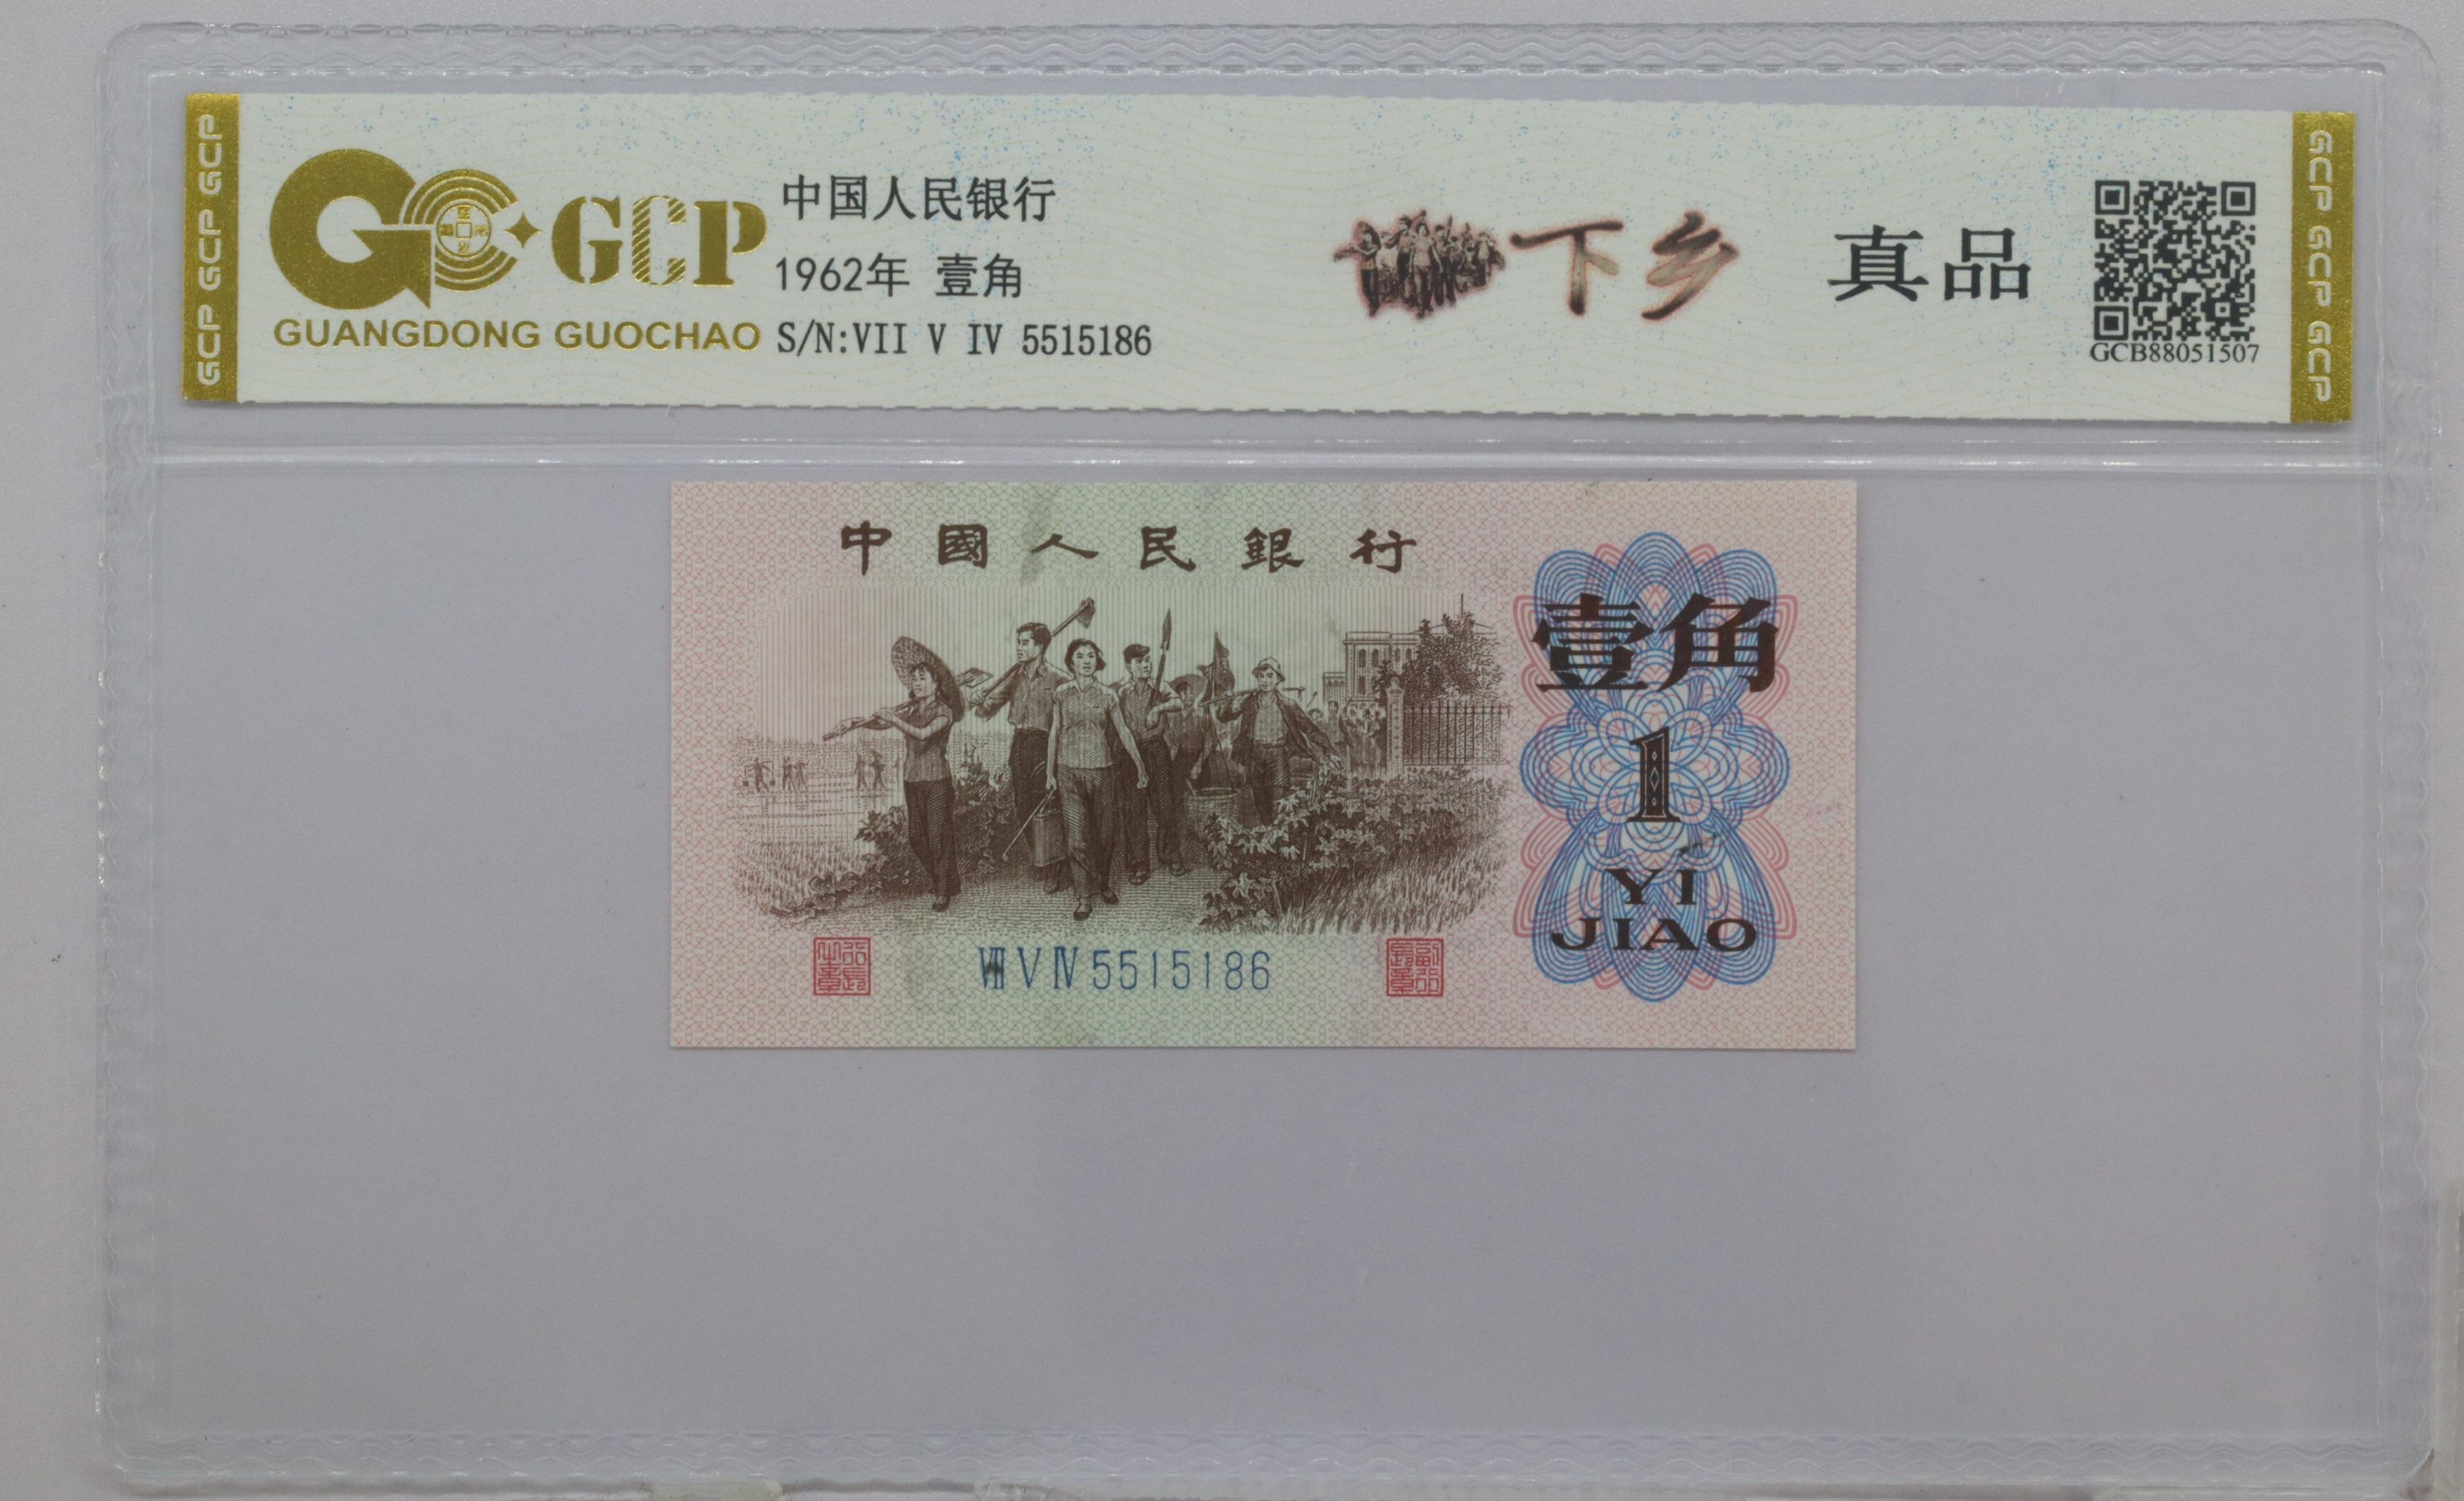 GCP GCP GCP
GCP
GUANGDONG GUOCHAO
中国人民银行
1962年 壹角
S/N:VII V IV 5515186
下乡
真品
GCB88051507
GCP GCP GCP
中國人民銀行
壹角
1
YI
JIAO
5515186